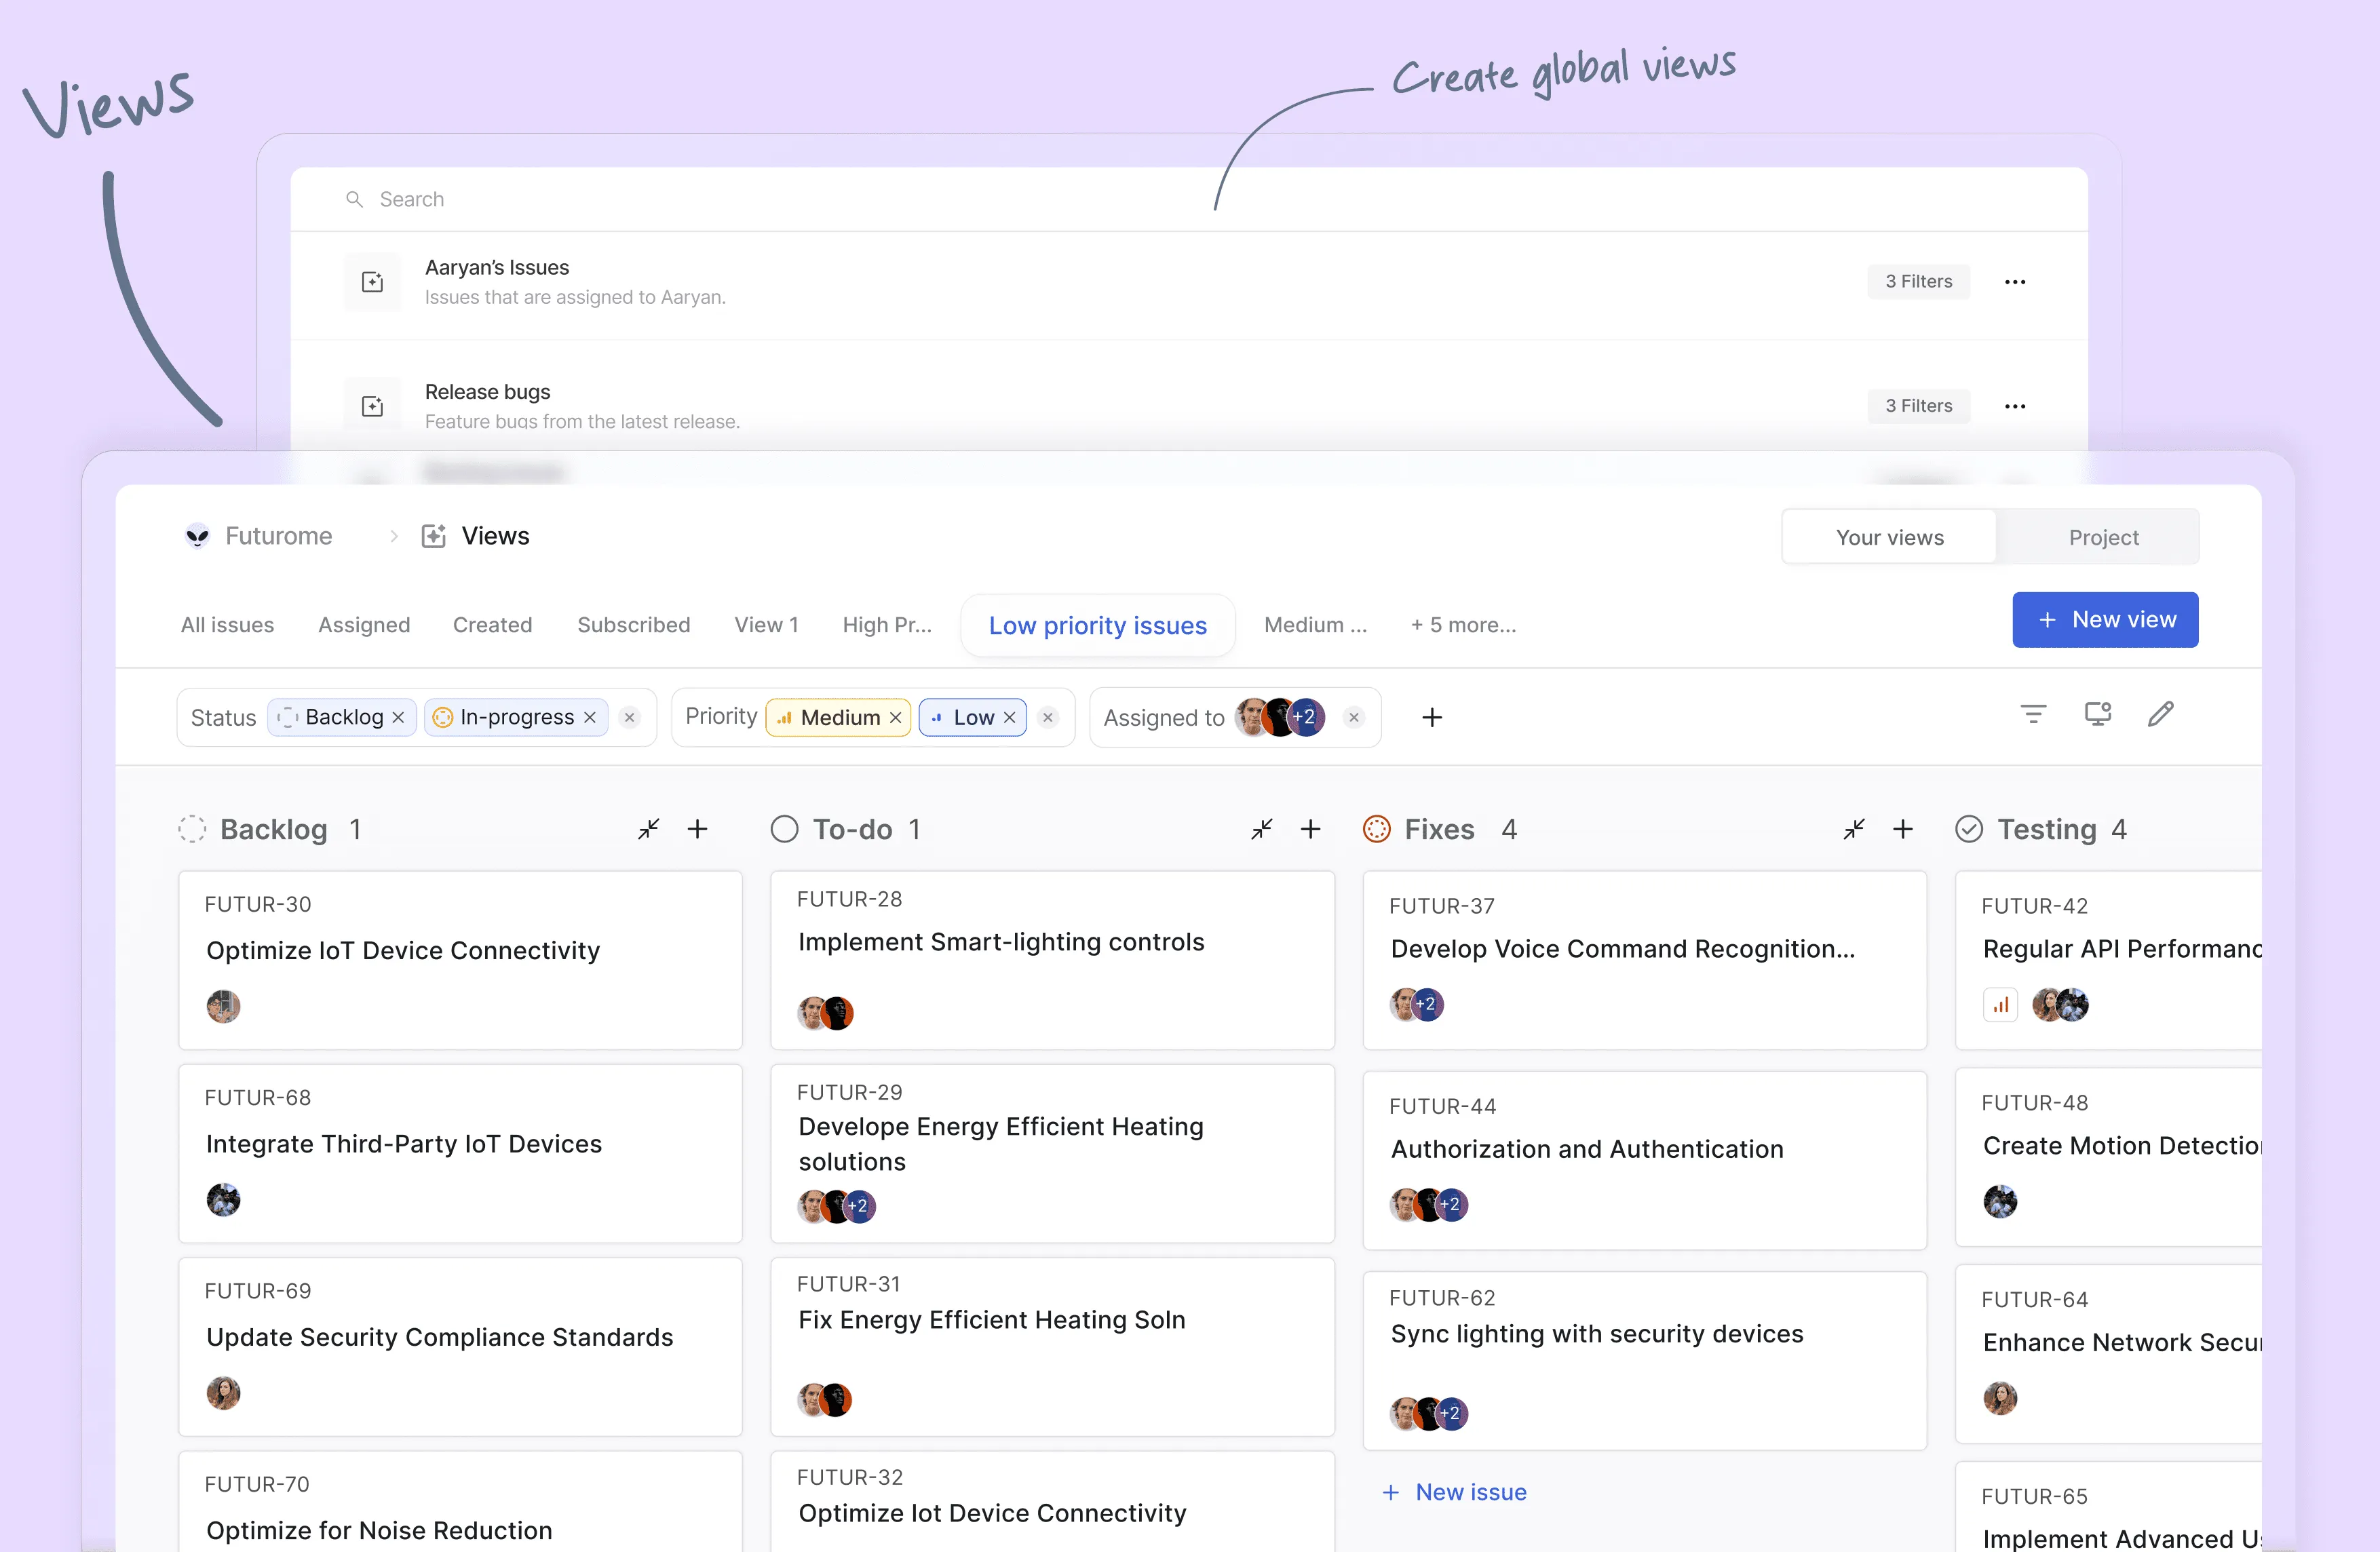 Views
Create global views
Search
Aaryan’s Issues
Issues that are assigned to Aaryan.
3 Filters
Release bugs
Feature bugs from the latest release.
3 Filters
Futurome
Views
Your views
Project
All issues
Assigned
Created
Subscribed
View 1
High Pr...
Low priority issues
Medium ...
+ 5 more...
+ New view
Status
Backlog
In-progress
Priority
Medium
Low
Assigned to
+2
Backlog 1
FUTUR-30
Optimize IoT Device Connectivity
FUTUR-68
Integrate Third-Party IoT Devices
FUTUR-69
Update Security Compliance Standards
FUTUR-70
Optimize for Noise Reduction
To-do 1
FUTUR-28
Implement Smart-lighting controls
FUTUR-29
Develope Energy Efficient Heating
solutions
+2
FUTUR-31
Fix Energy Efficient Heating Soln
FUTUR-32
Optimize Iot Device Connectivity
Fixes 4
FUTUR-37
Develop Voice Command Recognition...
+2
FUTUR-44
Authorization and Authentication
+2
FUTUR-62
Sync lighting with security devices
+2
+ New issue
Testing 4
FUTUR-42
Regular API Performanc
FUTUR-48
Create Motion Detection
FUTUR-64
Enhance Network Secur
FUTUR-65
Implement Advanced Us